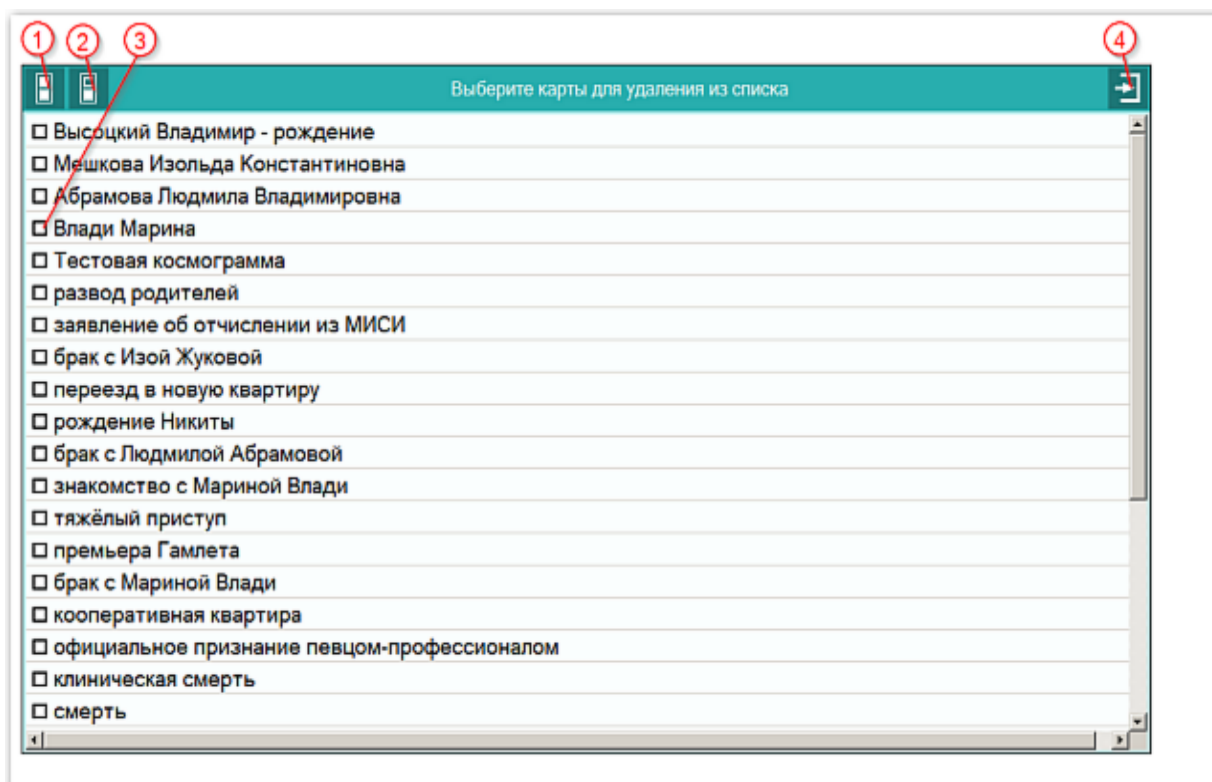 1 2 3 4
Выберите карты для удаления из списка
Высоцкий Владимир - рождение
Мешкова Изольда Константиновна
Абрамова Людмила Владимировна
Влади Марина
Тестовая космограмма
развод родителей
заявление об отчислении из МИСИ
брак с Изой Жуковой
переезд в новую квартиру
рождение Никиты
брак с Людмилой Абрамовой
знакомство с Мариной Влади
тяжёлый приступ
премьера Гамлета
брак с Мариной Влади
кооперативная квартира
официальное признание певцом-профессионалом
клиническая смерть
смерть